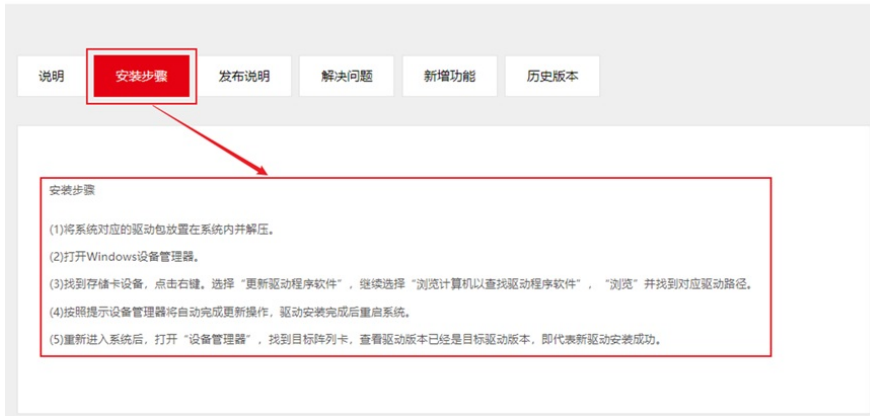 说明 安装步骤 发布说明 解决问题 新增功能 历史版本
安装步骤
(1)将系统对应的驱动包放置在系统内并解压。
(2)打开Windows设备管理器。
(3)找到存储卡设备，点击右键。选择“更新驱动程序软件”，继续选择“浏览计算机以查找驱动程序软件”，“浏览”并找到对应驱动路径。
(4)按照提示设备管理器将自动完成更新操作，驱动安装完成后重启系统。
(5)重新进入系统后，打开“设备管理器”，找到目标阵列卡，查看驱动版本已经是目标驱动版本，即代表新驱动安装成功。